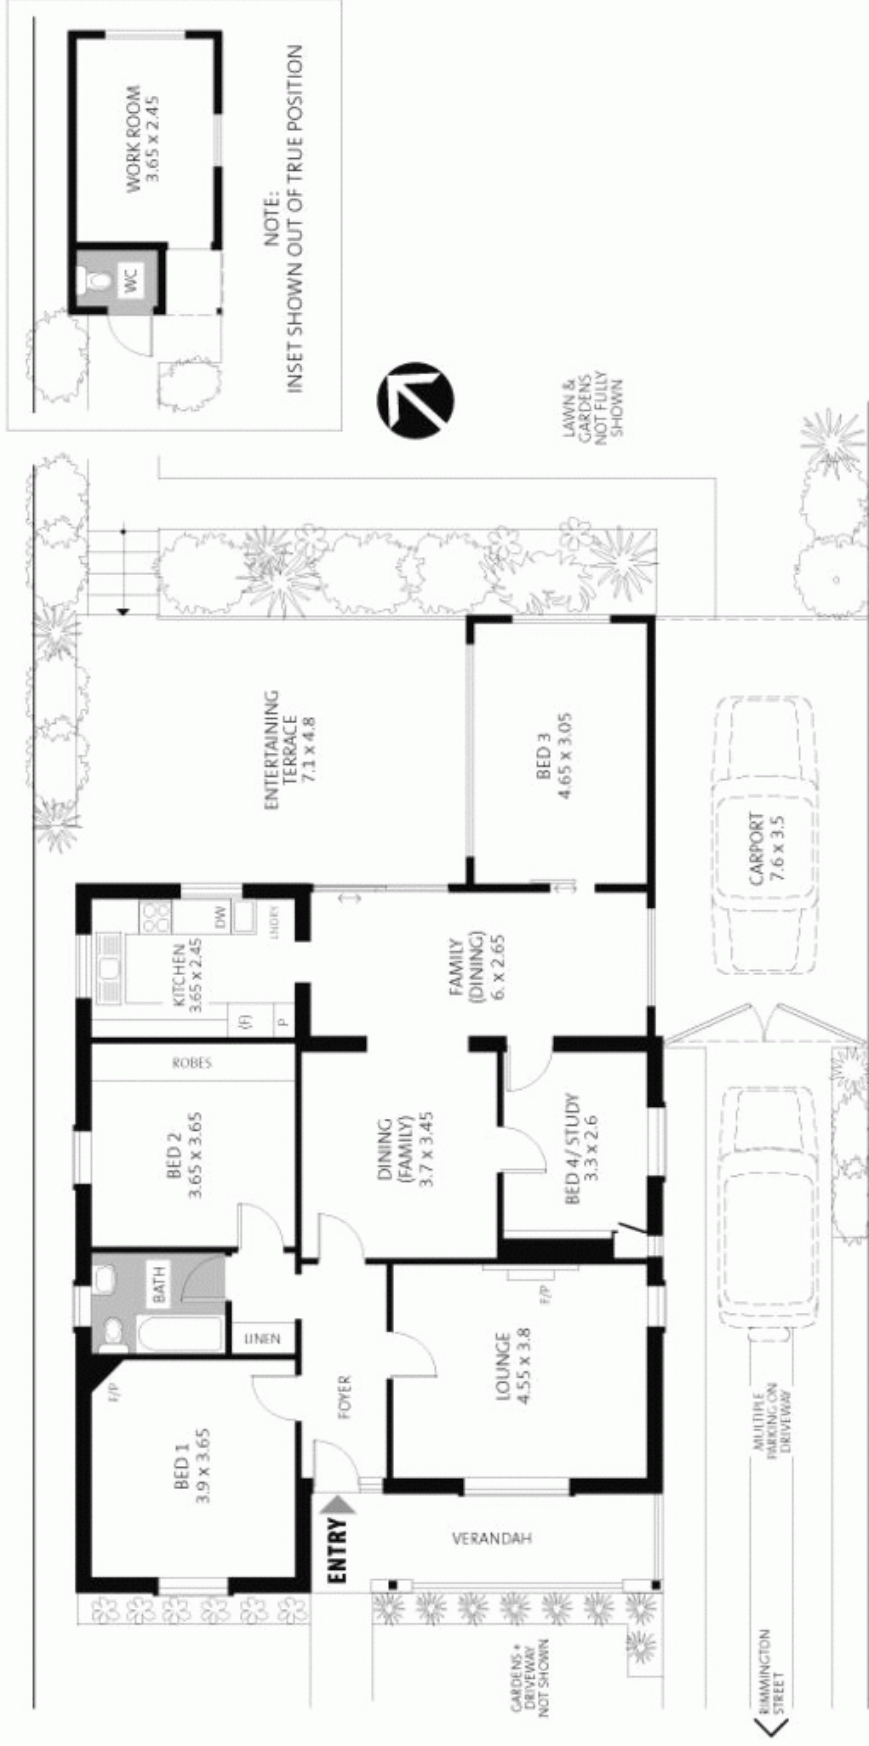 WORK ROOM
3.65 x 2.45
WC
NOTE:
INSET SHOWN OUT OF TRUE POSITION
LAWN &
GARDENS
NOT FULLY
SHOWN
ENTERTAINING
TERRACE
7.1 x 4.8
BED 3
4.65 x 3.05
CARPORT
7.6 x 3.5
KITCHEN
3.65 x 2.45
DW
LNDRY
(F)
P
FAMILY
(DINING)
6. x 2.65
ROBES
BED 2
3.65 x 3.65
DINING
(FAMILY)
3.7 x 3.45
BED 4/ STUDY
3.3 x 2.6
BATH
LINEN
F/P
BED 1
3.9 x 3.65
FOYER
LOUNGE
4.55 x 3.8
F/P
MULTIPLE
PARKING ON
DRIVEWAY
ENTRY
VERANDAH
GARDENS +
DRIVEWAY
NOT SHOWN
RIMMINGTON
STREET